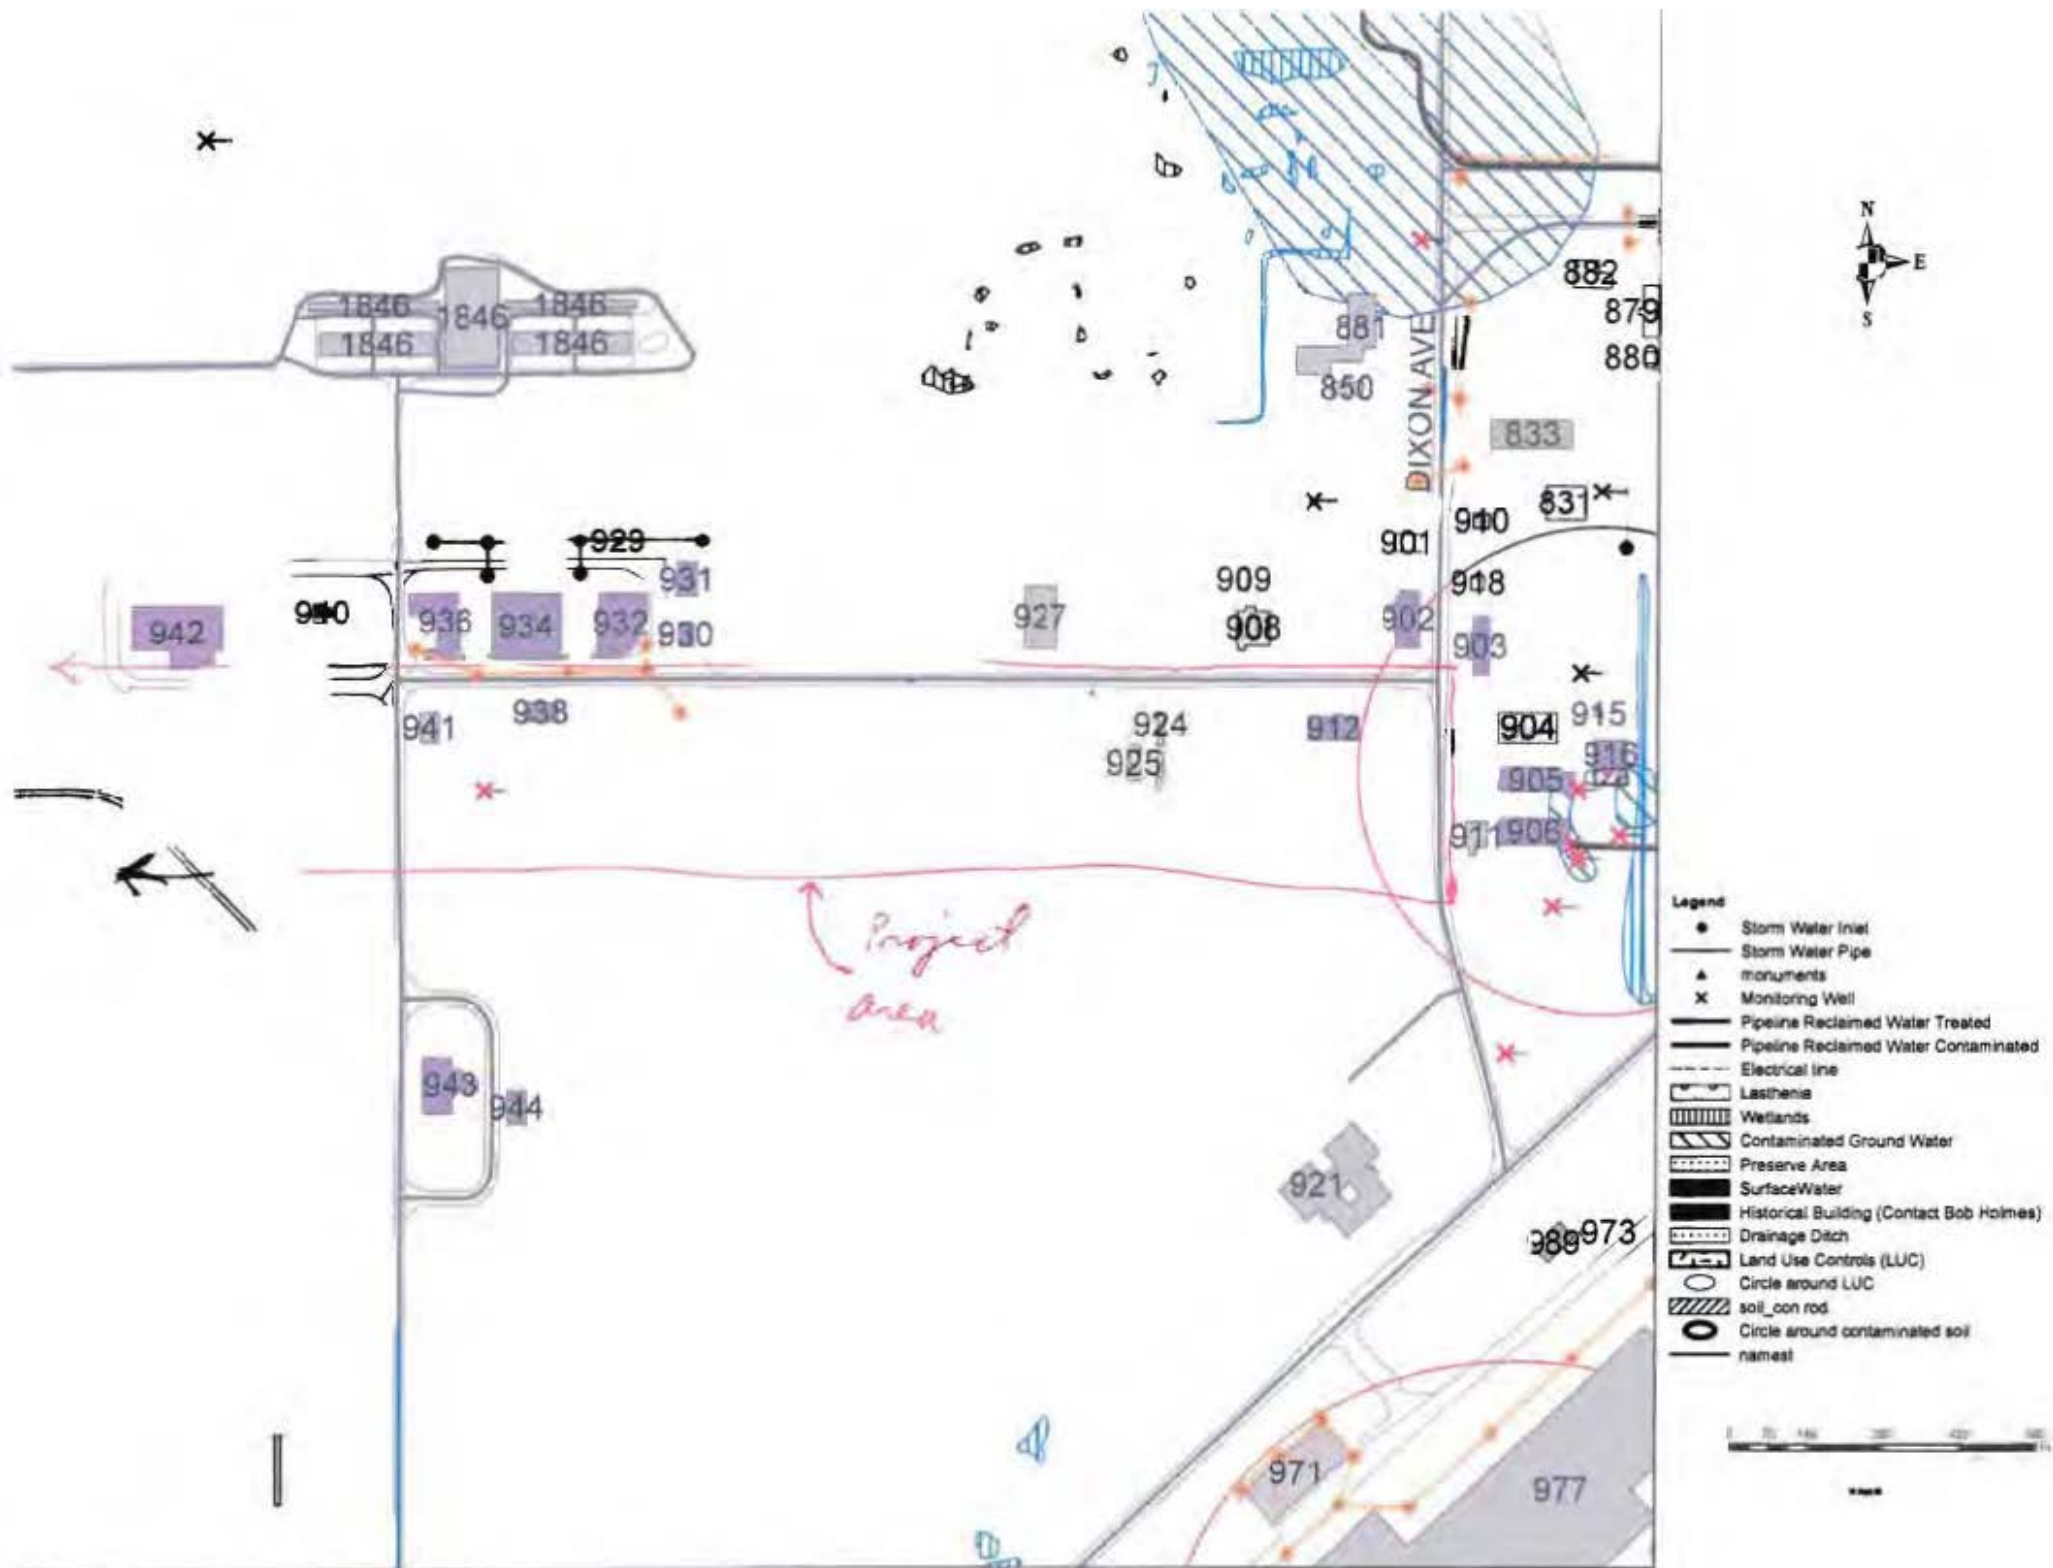 N
E
S
882
1846 1846 1846
879
881
1846 1846
880
850
DIXON AVE
833
831
910
929
901
931
909
918
940
936 934 932
927
942
930
908
902
903
941
938
924
912
904
915
925
916
905
911
906
Project
area
943
944
921
989 973
971
977
Legend
Storm Water Inlet
Storm Water Pipe
monuments
Monitoring Well
Pipeline Reclaimed Water Treated
Pipeline Reclaimed Water Contaminated
Electrical line
Lasthenia
Wetlands
Contaminated Ground Water
Preserve Area
SurfaceWater
Historical Building (Contact Bob Holmes)
Drainage Ditch
Land Use Controls (LUC)
Circle around LUC
soil_con rod
Circle around contaminated soil
namest